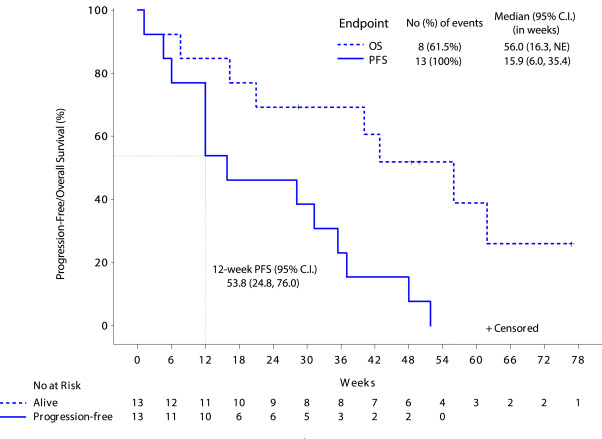 Endpoint No (%) of events Median (95% C.I.)
(in weeks)
OS 8 (61.5%) 56.0 (16.3, NE)
PFS 13 (100%) 15.9 (6.0, 35.4)
Progression-Free/Overall Survival (%)
100
80
60
40
20
0
12-week PFS (95% C.I.)
53.8 (24.8, 76.0)
+ Censored
0 6 12 18 24 30 36 42 48 54 60 66 72 78
Weeks
No at Risk
Alive 13 12 11 10 9 8 8 7 6 4 3 2 2 1
Progression-free 13 11 10 6 6 5 3 2 2 0